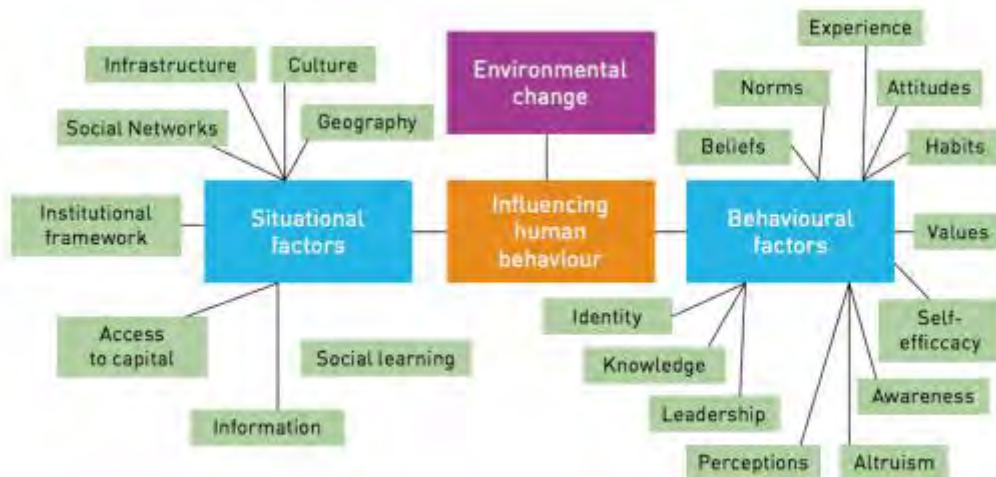 Experience
Infrastructure
Culture
Environmental
change
Norms
Attitudes
Social Networks
Geography
Beliefs
Habits
Institutional
framework
Situational
factors
Influencing
human
behaviour
Behavioural
factors
Values
Identity
Self-
efficcacy
Access
to capital
Social learning
Knowledge
Awareness
Leadership
Information
Perceptions
Altruism